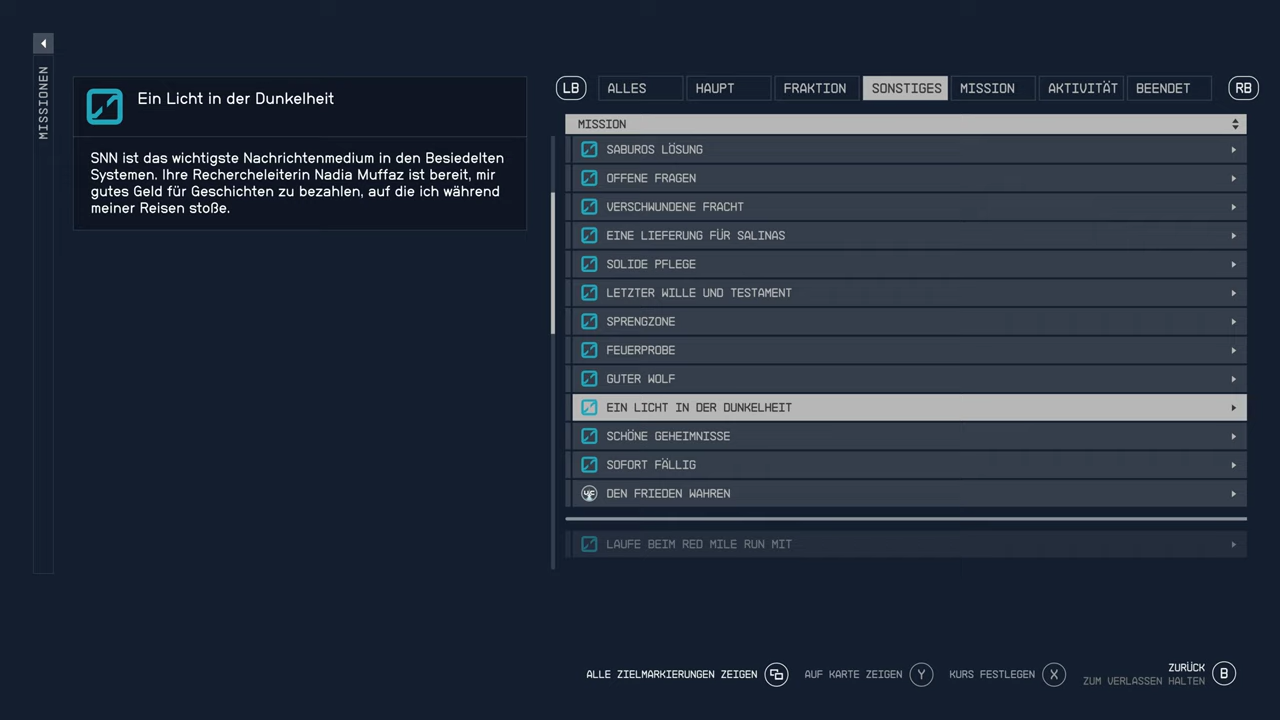 MISSIONEN
Ein Licht in der Dunkelheit
SNN ist das wichtigste Nachrichtenmedium in den Besiedelten
Systemen. Ihre Rechercheleiterin Nadia Muffaz ist bereit, mir
gutes Geld für Geschichten zu bezahlen, auf die ich während
meiner Reisen stoße.
LB ALLES HAUPT FRAKTION SONSTIGES MISSION AKTIVITÄT BEENDET RB
MISSION
SABUROS LÖSUNG
OFFENE FRAGEN
VERSCHWUNDENE FRACHT
EINE LIEFERUNG FÜR SALINAS
SOLIDE PFLEGE
LETZTER WILLE UND TESTAMENT
SPRENGZONE
FEUERPROBE
GUTER WOLF
EIN LICHT IN DER DUNKELHEIT
SCHÖNE GEHEIMNISSE
SOFORT FÄLLIG
UC DEN FRIEDEN WAHREN
LAUFE BEIM RED MILE RUN MIT
ALLE ZIELMARKIERUNGEN ZEIGEN AUF KARTE ZEIGEN Y KURS FESTLEGEN X ZURÜCK B
ZUM VERLASSEN HALTEN